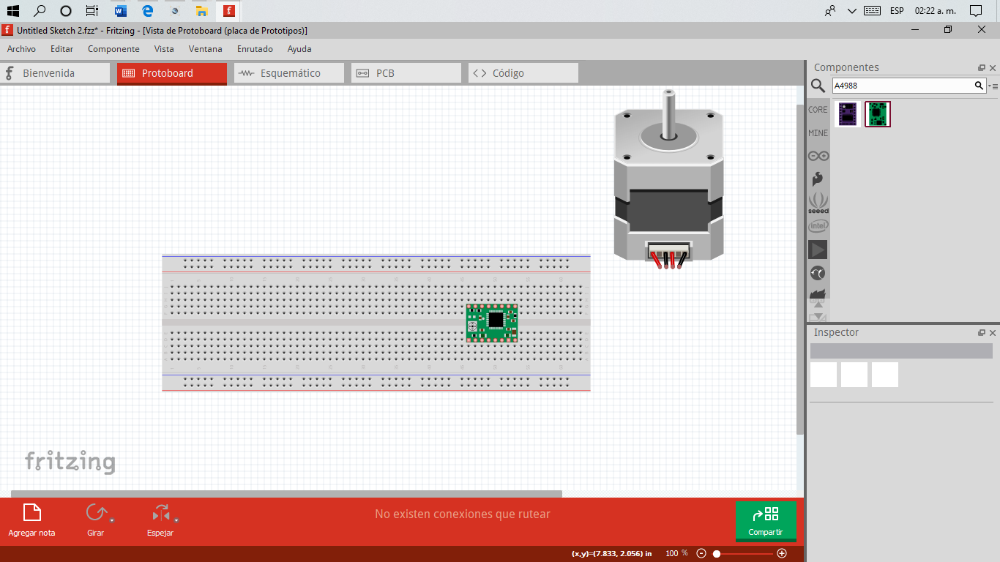 ESP 02:22 a. m.
Untitled Sketch 2.fzz* - Fritzing - [Vista de Protoboard (placa de Prototipos)]
Archivo Editar Componente Vista Ventana Enrutado Ayuda
Bienvenida Protoboard Esquemático PCB Código
Componentes
A4988
CORE
MINE
seeed
intel
Inspector
fritzing
No existen conexiones que rutear
Agregar nota Girar Espejar Compartir
(x,y)=(7.833, 2.056) in 100 %